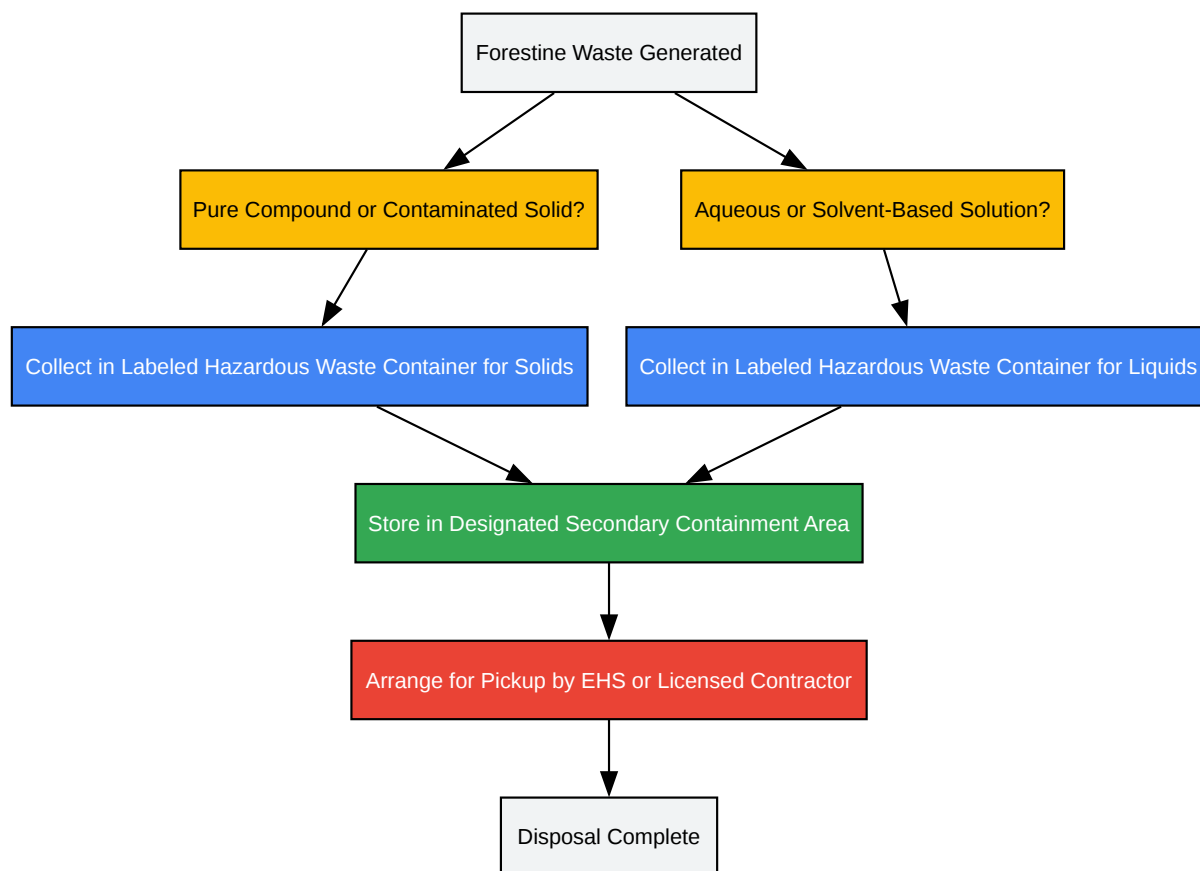 Forestine Waste Generated
Pure Compound or Contaminated Solid?
Aqueous or Solvent-Based Solution?
Collect in Labeled Hazardous Waste Container for Solids
Collect in Labeled Hazardous Waste Container for Liquids
Store in Designated Secondary Containment Area
Arrange for Pickup by EHS or Licensed Contractor
Disposal Complete